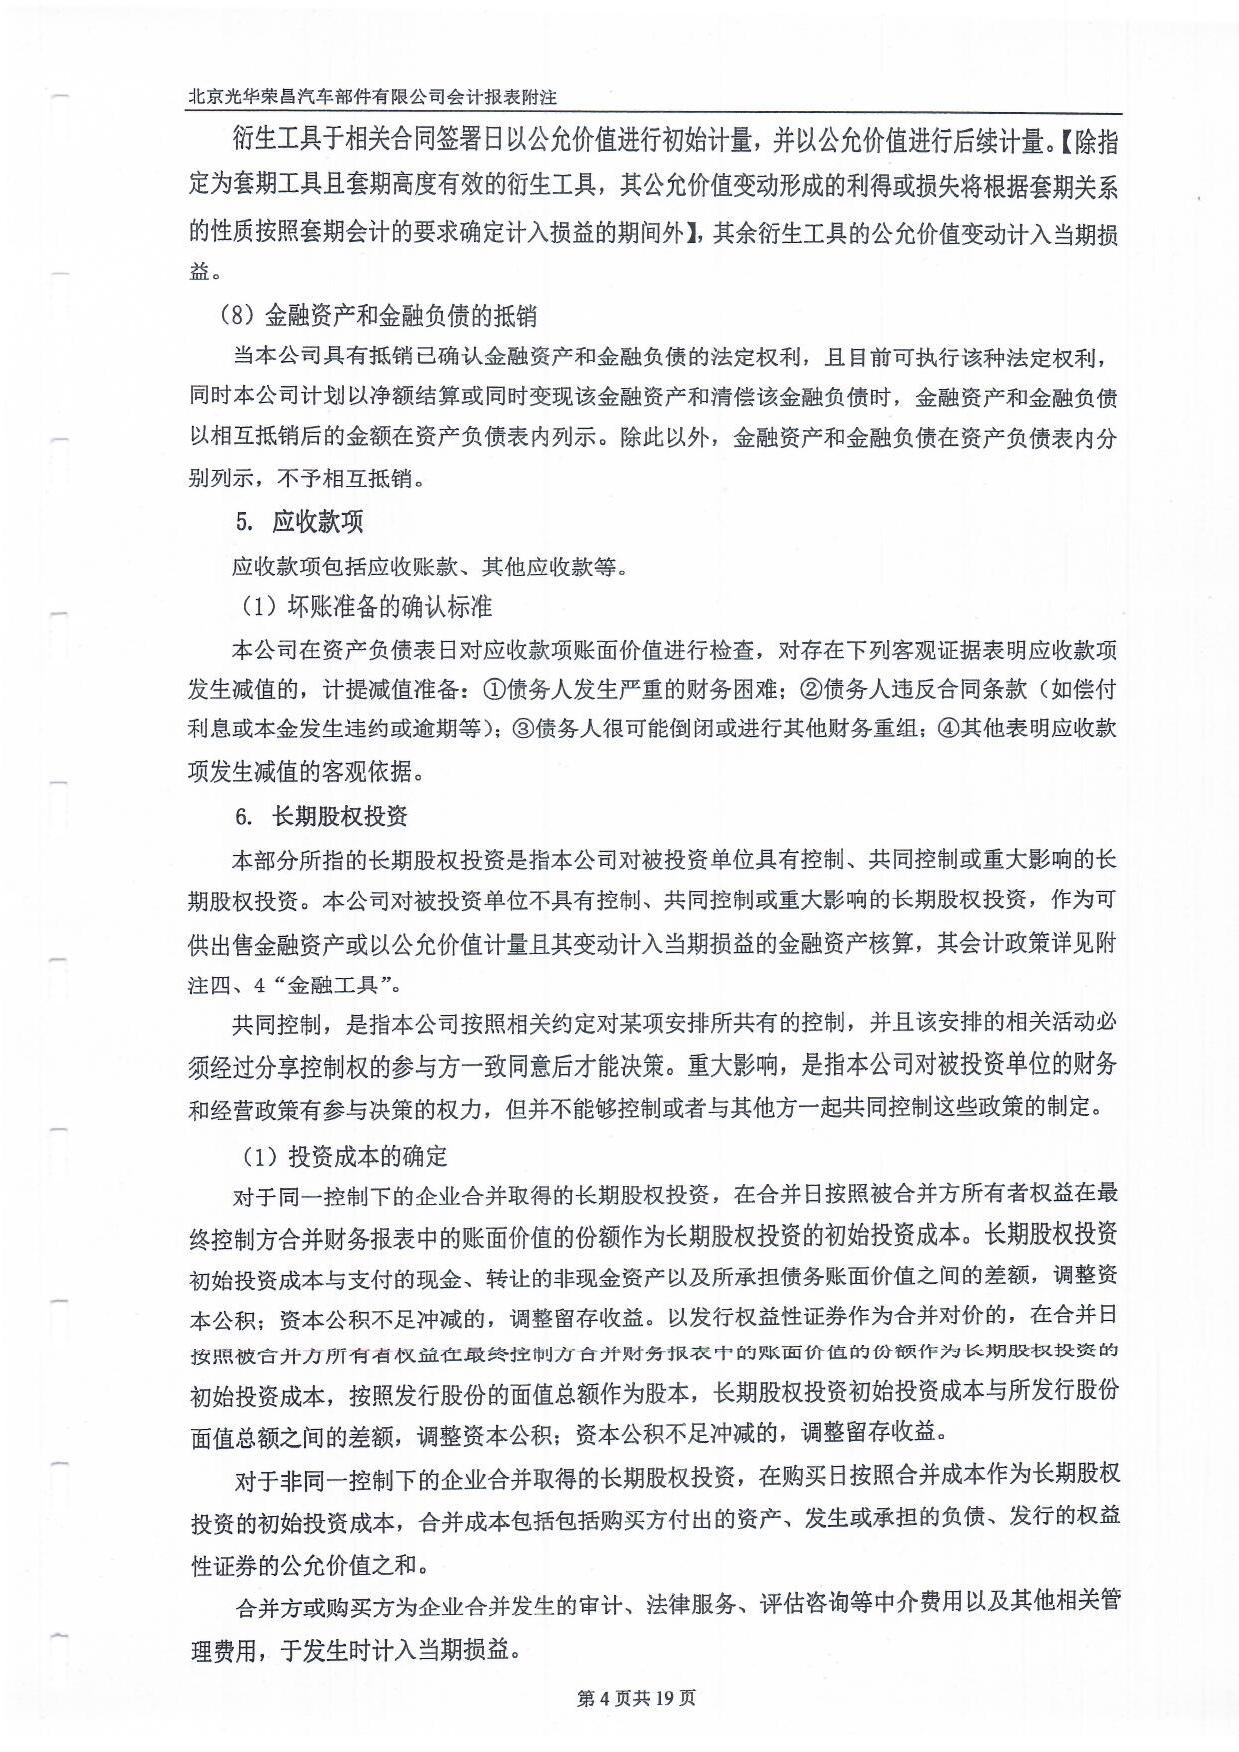 北京光华荣昌汽车部件有限公司会计报表附注
衍生工具于相关合同签署日以公允价值进行初始计量，并以公允价值进行后续计量。【除指
定为套期工具且套期高度有效的衍生工具，其公允价值变动形成的利得或损失将根据套期关系
的性质按照套期会计的要求确定计入损益的期间外】，其余衍生工具的公允价值变动计入当期损
益。
（8）金融资产和金融负债的抵销
当本公司具有抵销已确认金融资产和金融负债的法定权利，且目前可执行该种法定权利，
同时本公司计划以净额结算或同时变现该金融资产和清偿该金融负债时，金融资产和金融负债
以相互抵销后的金额在资产负债表内列示。除此以外，金融资产和金融负债在资产负债表内分
别列示，不予相互抵销。
5. 应收款项
应收款项包括应收账款、其他应收款等。
（1）坏账准备的确认标准
本公司在资产负债表日对应收款项账面价值进行检查，对存在下列客观证据表明应收款项
发生减值的，计提减值准备：①债务人发生严重的财务困难；②债务人违反合同条款（如偿付
利息或本金发生违约或逾期等）；③债务人很可能倒闭或进行其他财务重组；④其他表明应收款
项发生减值的客观依据。
6. 长期股权投资
本部分所指的长期股权投资是指本公司对被投资单位具有控制、共同控制或重大影响的长
期股权投资。本公司对被投资单位不具有控制、共同控制或重大影响的长期股权投资，作为可
供出售金融资产或以公允价值计量且其变动计入当期损益的金融资产核算，其会计政策详见附
注四、4“金融工具”。
共同控制，是指本公司按照相关约定对某项安排所共有的控制，并且该安排的相关活动必
须经过分享控制权的参与方一致同意后才能决策。重大影响，是指本公司对被投资单位的财务
和经营政策有参与决策的权力，但并不能够控制或者与其他方一起共同控制这些政策的制定。
（1）投资成本的确定
对于同一控制下的企业合并取得的长期股权投资，在合并日按照被合并方所有者权益在最
终控制方合并财务报表中的账面价值的份额作为长期股权投资的初始投资成本。长期股权投资
初始投资成本与支付的现金、转让的非现金资产以及所承担债务账面价值之间的差额，调整资
本公积；资本公积不足冲减的，调整留存收益。以发行权益性证券作为合并对价的，在合并日
按照被合并方所有者权益在最终控制方合并财务报表中的账面价值的份额作为长期股权投资的
初始投资成本，按照发行股份的面值总额作为股本，长期股权投资初始投资成本与所发行股份
面值总额之间的差额，调整资本公积；资本公积不足冲减的，调整留存收益。
对于非同一控制下的企业合并取得的长期股权投资，在购买日按照合并成本作为长期股权
投资的初始投资成本，合并成本包括包括购买方付出的资产、发生或承担的负债、发行的权益
性证券的公允价值之和。
合并方或购买方为企业合并发生的审计、法律服务、评估咨询等中介费用以及其他相关管
理费用，于发生时计入当期损益。
第 4 页共 19 页